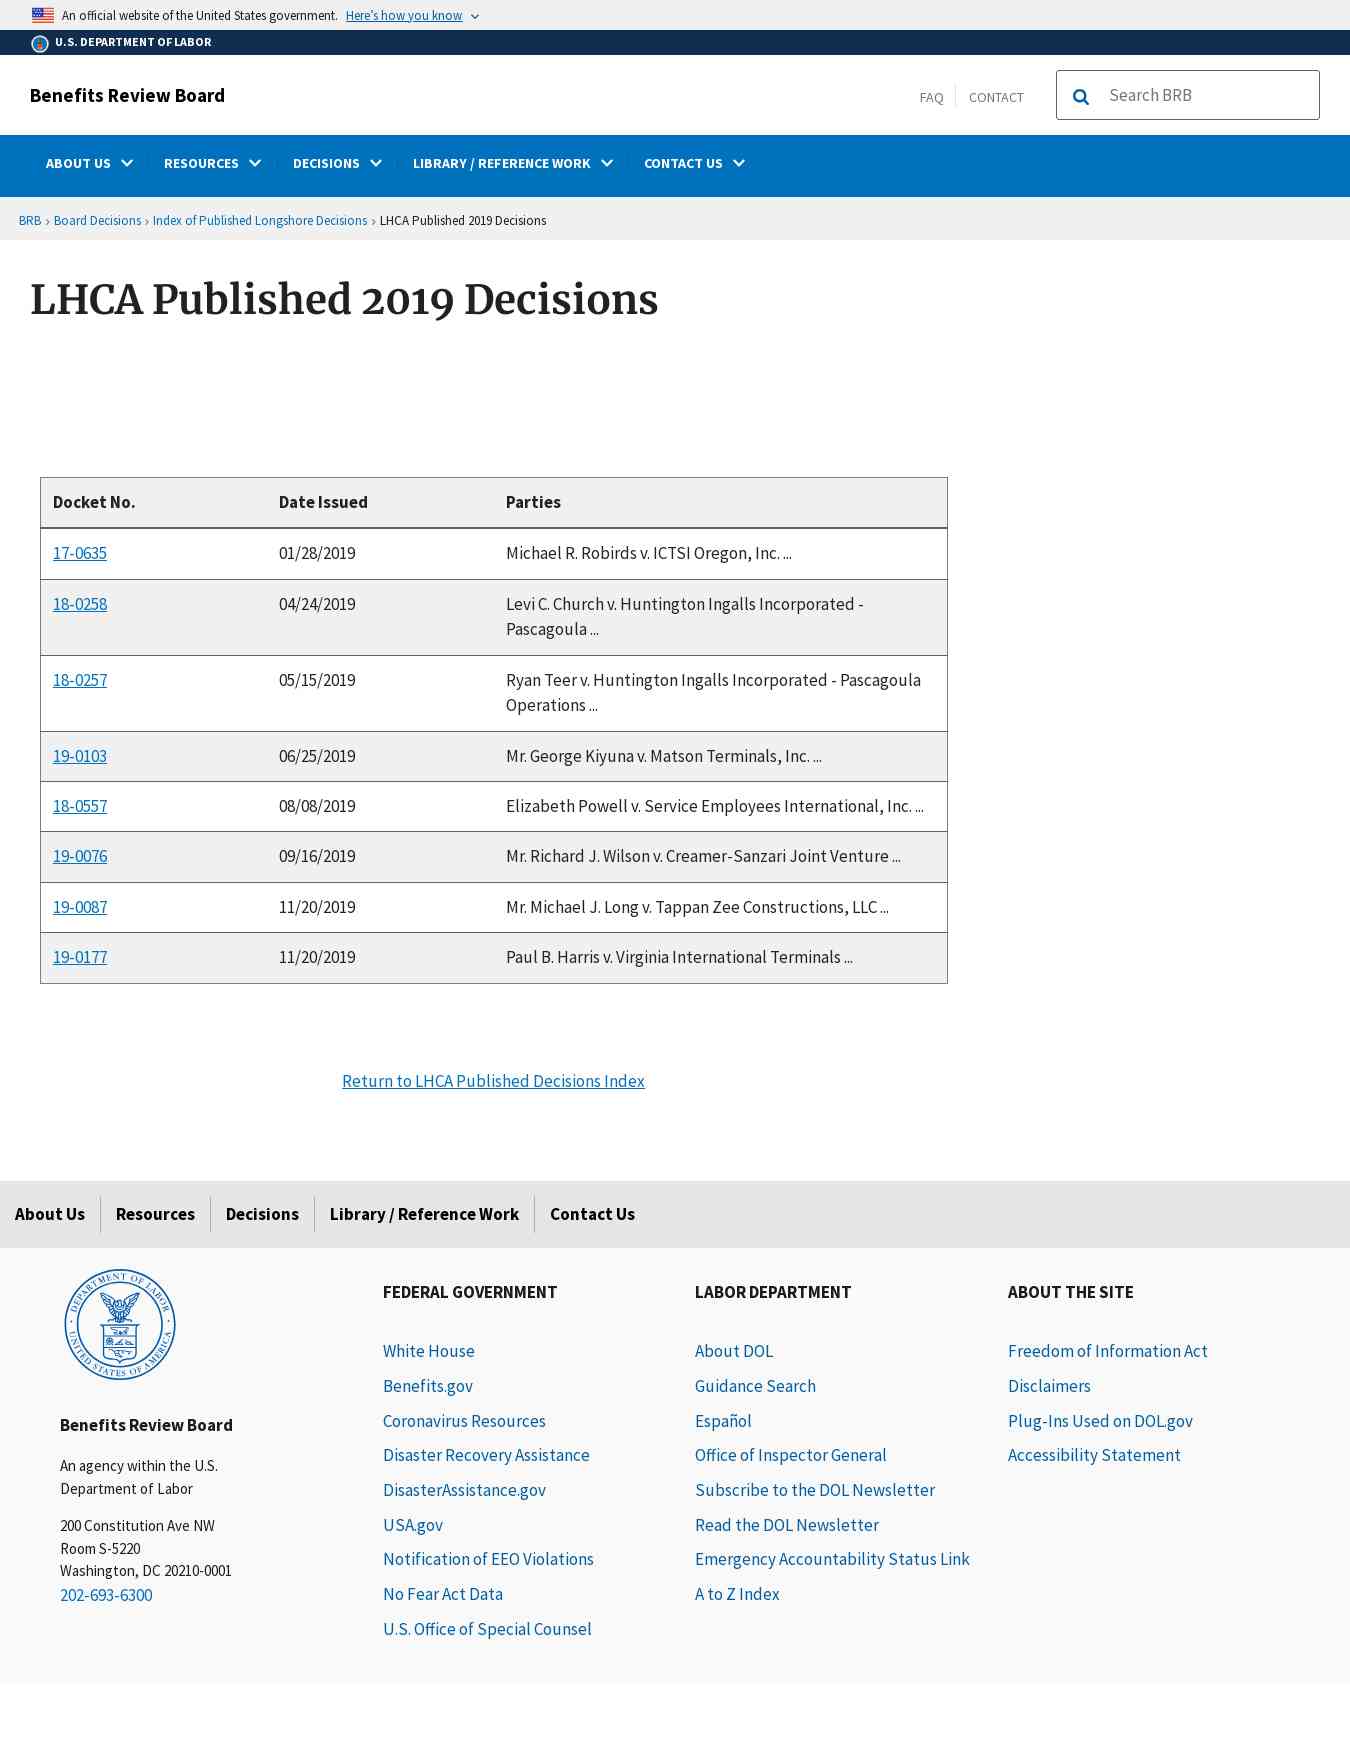 An official website of the United States government. Here's how you know
U.S. DEPARTMENT OF LABOR
Benefits Review Board
FAQ
CONTACT
Search BRB
ABOUT US
RESOURCES
DECISIONS
LIBRARY / REFERENCE WORK
CONTACT US
BRB › Board Decisions › Index of Published Longshore Decisions › LHCA Published 2019 Decisions
LHCA Published 2019 Decisions
Docket No. Date Issued Parties
17-0635 01/28/2019 Michael R. Robirds v. ICTSI Oregon, Inc. ...
18-0258 04/24/2019 Levi C. Church v. Huntington Ingalls Incorporated -
Pascagoula ...
18-0257 05/15/2019 Ryan Teer v. Huntington Ingalls Incorporated - Pascagoula
Operations ...
19-0103 06/25/2019 Mr. George Kiyuna v. Matson Terminals, Inc. ...
18-0557 08/08/2019 Elizabeth Powell v. Service Employees International, Inc. ...
19-0076 09/16/2019 Mr. Richard J. Wilson v. Creamer-Sanzari Joint Venture ...
19-0087 11/20/2019 Mr. Michael J. Long v. Tappan Zee Constructions, LLC ...
19-0177 11/20/2019 Paul B. Harris v. Virginia International Terminals ...
Return to LHCA Published Decisions Index
About Us
Resources
Decisions
Library / Reference Work
Contact Us
DEPARTMENT OF LABOR
UNITED STATES OF AMERICA
Benefits Review Board
An agency within the U.S.
Department of Labor
200 Constitution Ave NW
Room S-5220
Washington, DC 20210-0001
202-693-6300
FEDERAL GOVERNMENT
White House
Benefits.gov
Coronavirus Resources
Disaster Recovery Assistance
DisasterAssistance.gov
USA.gov
Notification of EEO Violations
No Fear Act Data
U.S. Office of Special Counsel
LABOR DEPARTMENT
About DOL
Guidance Search
Español
Office of Inspector General
Subscribe to the DOL Newsletter
Read the DOL Newsletter
Emergency Accountability Status Link
A to Z Index
ABOUT THE SITE
Freedom of Information Act
Disclaimers
Plug-Ins Used on DOL.gov
Accessibility Statement